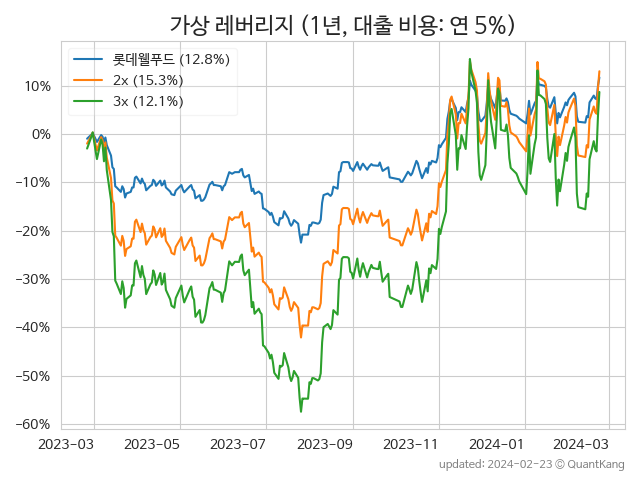 가상 레버리지 (1년, 대출 비용: 연 5%)
롯데웰푸드 (12.8%)
2x (15.3%)
3x (12.1%)
10%
0%
−10%
−20%
−30%
−40%
−50%
−60%
2023-03 2023-05 2023-07 2023-09 2023-11 2024-01 2024-03
updated: 2024-02-23 © QuantKang